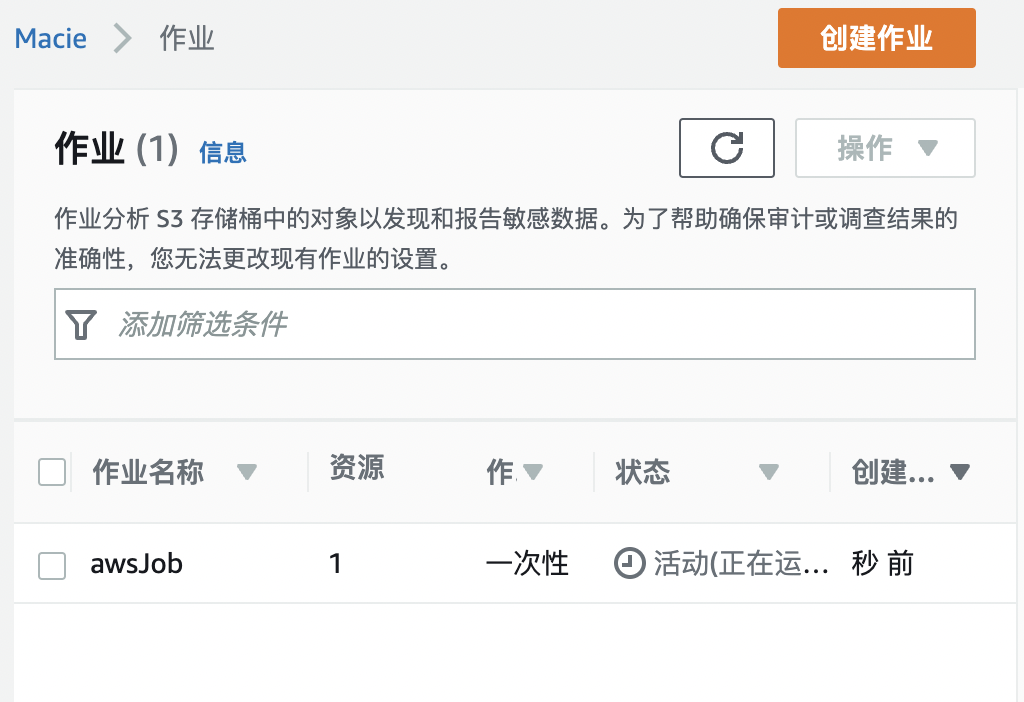 Macie 作业
创建作业
作业 (1) 信息
操作
作业分析 S3 存储桶中的对象以发现和报告敏感数据。为了帮助确保审计或调查结果的
准确性，您无法更改现有作业的设置。
添加筛选条件
作业名称 资源 作 状态 创建...
awsJob 1 一次性 活动(正在运... 秒 前